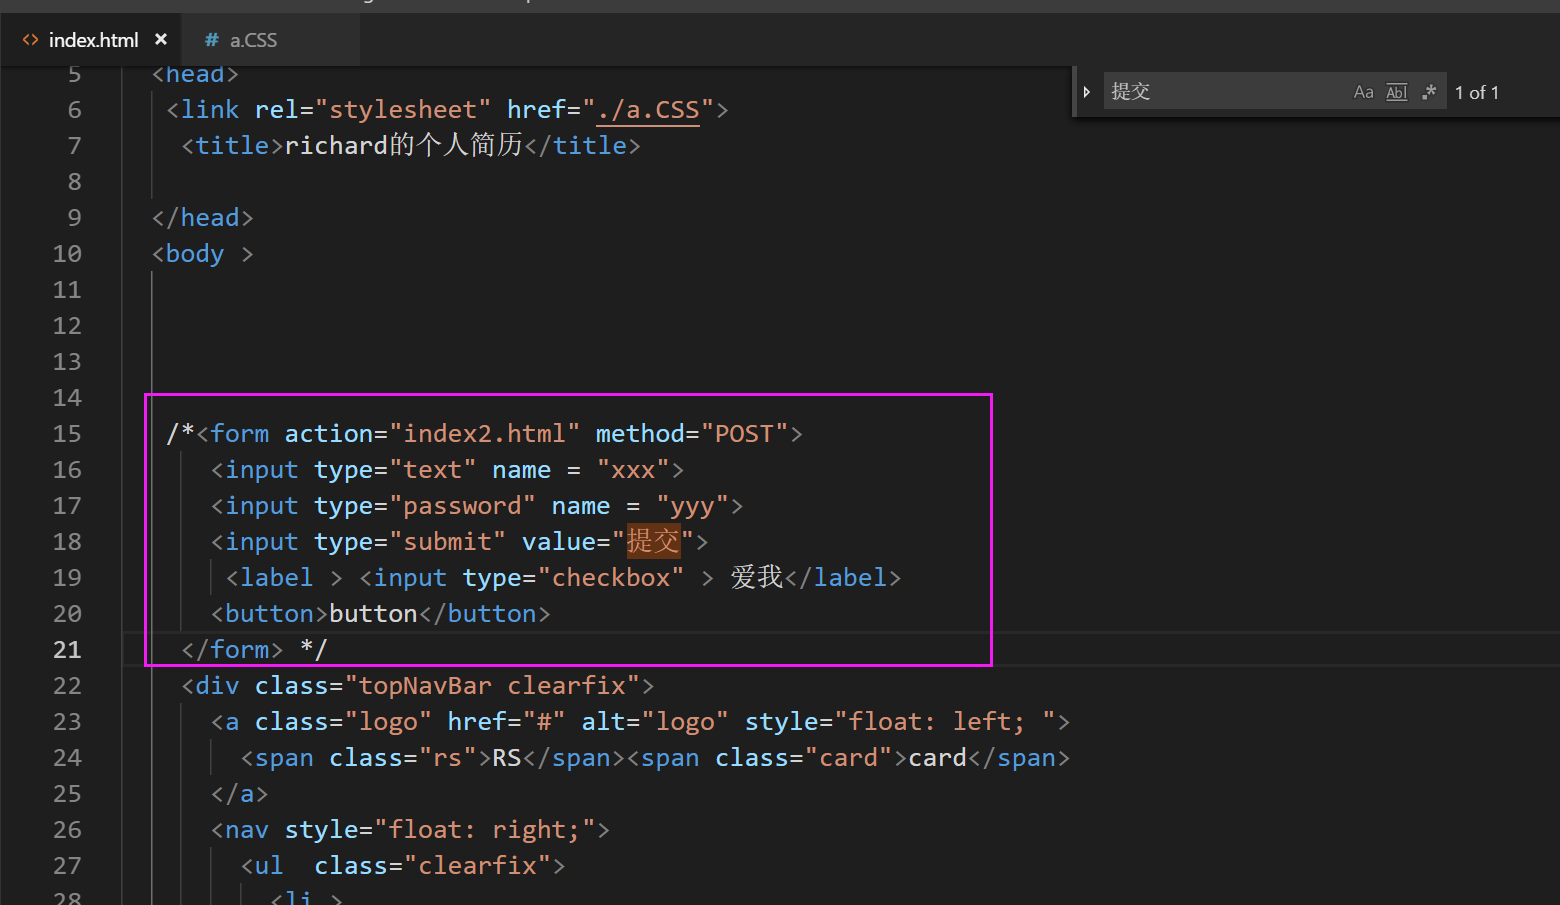 index.html × # a.CSS
提交 Aa Abl .* 1 of 1
5 <head>
6 <link rel="stylesheet" href="./a.CSS">
7 <title>richard的个人简历</title>
8
9 </head>
10 <body >
11
12
13
14
15 /*<form action="index2.html" method="POST">
16 <input type="text" name = "xxx">
17 <input type="password" name = "yyy">
18 <input type="submit" value="提交">
19 <label > <input type="checkbox" > 爱我</label>
20 <button>button</button>
21 </form> */
22 <div class="topNavBar clearfix">
23 <a class="logo" href="#" alt="logo" style="float: left; ">
24 <span class="rs">RS</span><span class="card">card</span>
25 </a>
26 <nav style="float: right;">
27 <ul  class="clearfix">
28 <li >